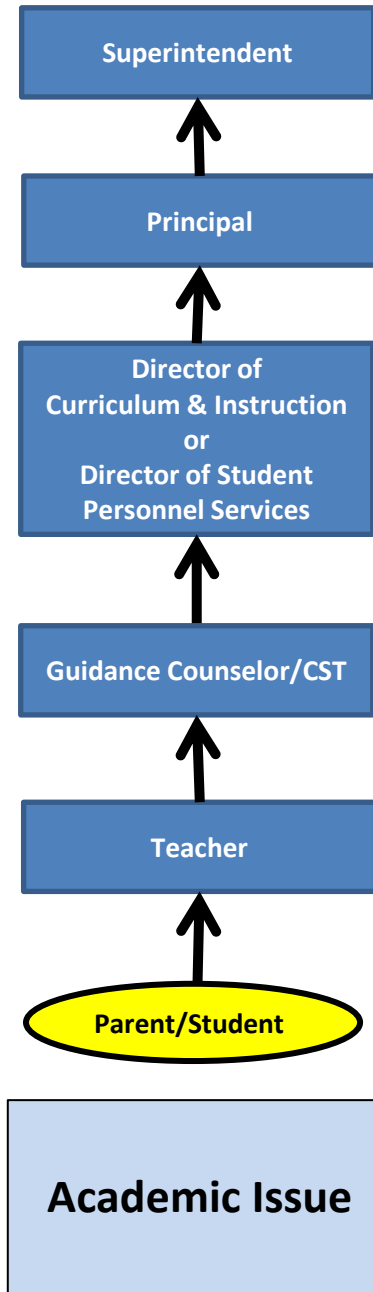 Superintendent
Principal
Director of
Curriculum & Instruction
or
Director of Student
Personnel Services
Guidance Counselor/CST
Teacher
Parent/Student
Academic Issue